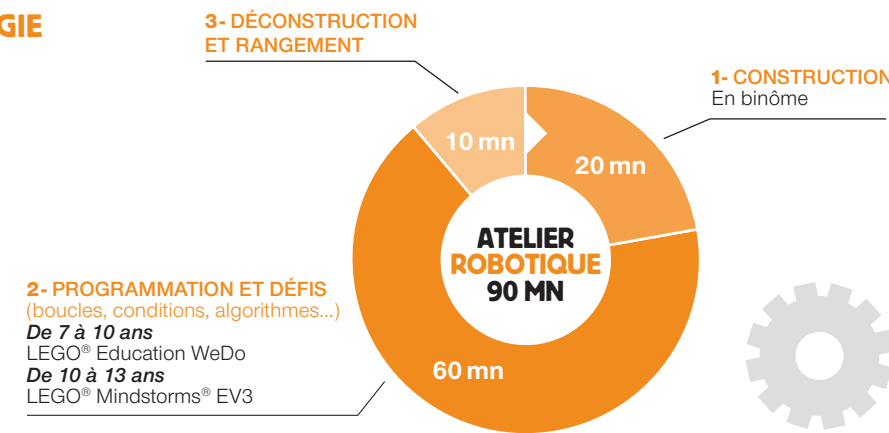 GIE
3- DÉCONSTRUCTION
ET RANGEMENT
1- CONSTRUCTION
En binôme
10 mn
20 mn
ATELIER
ROBOTIQUE
90 MN
2- PROGRAMMATION ET DÉFIS
(boucles, conditions, algorithmes...)
De 7 à 10 ans
LEGO® Education WeDo
De 10 à 13 ans
LEGO® Mindstorms® EV3
60 mn